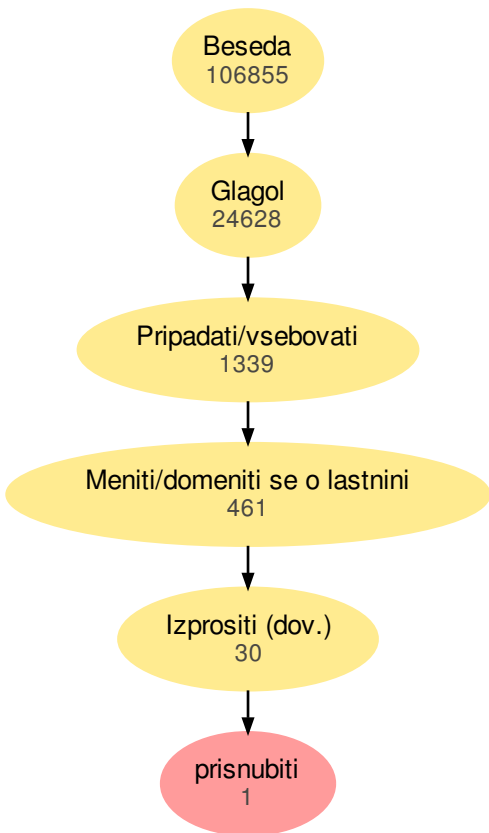 Beseda
106855
Glagol
24628
Pripadati/vsebovati
1339
Meniti/domeniti se o lastnini
461
Izprositi (dov.)
30
prisnubiti
1